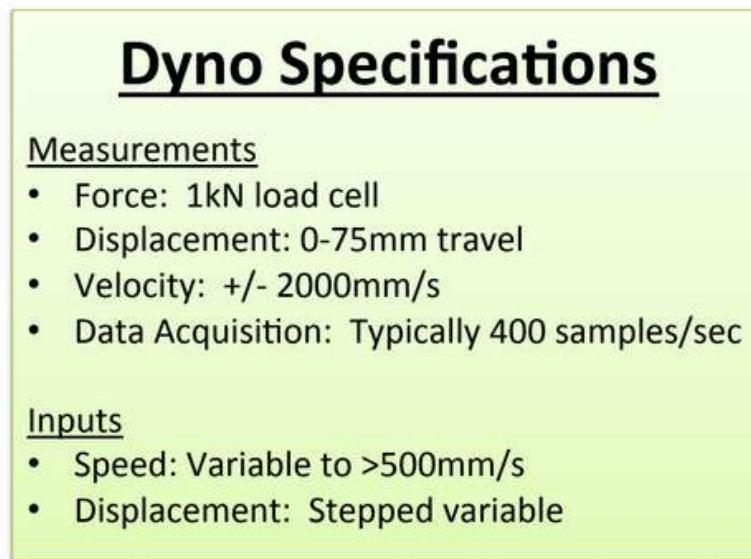 Dyno Specifications
Measurements
• Force: 1kN load cell
• Displacement: 0-75mm travel
• Velocity: +/- 2000mm/s
• Data Acquisition: Typically 400 samples/sec
Inputs
• Speed: Variable to >500mm/s
• Displacement: Stepped variable